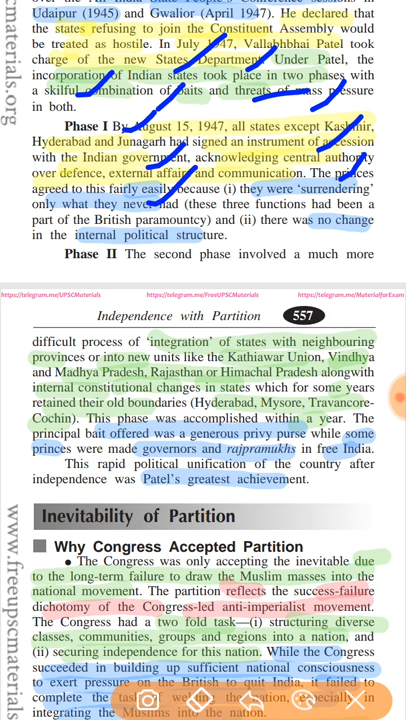 over the All India State People's Conference sessions in
Udaipur (1945) and Gwalior (April 1947). He declared that
the states refusing to join the Constituent Assembly would
be treated as hostile. In July 1947, Vallabhbhai Patel took
charge of the new States Department. Under Patel, the
incorporation of Indian states took place in two phases, with
a skilful combination of baits and threats of mass pressure
in both.
Phase I By August 15, 1947, all states except Kashmir,
Hyderabad and Junagarh had signed an instrument of accession
with the Indian government, acknowledging central authority
over defence, external affairs and communication. The princes
agreed to this fairly easily because (i) they were 'surrendering'
only what they never had (these three functions had been a
part of the British paramountcy) and (ii) there was no change
in the internal political structure.
Phase II The second phase involved a much more
https://telegram.me/UPSCMaterials https://telegram.me/FreeUPSCMaterials https://telegram.me/MaterialforExam
Independence with Partition 557
difficult process of 'integration' of states with neighbouring
provinces or into new units like the Kathiawar Union, Vindhya
and Madhya Pradesh, Rajasthan or Himachal Pradesh alongwith
internal constitutional changes in states which for some years
retained their old boundaries (Hyderabad, Mysore, Travancore-
Cochin). This phase was accomplished within a year. The
principal bait offered was a generous privy purse while some
princes were made governors and rajpramukhs in free India.
This rapid political unification of the country after
independence was Patel's greatest achievement.
Inevitability of Partition
Why Congress Accepted Partition
● The Congress was only accepting the inevitable due
to the long-term failure to draw the Muslim masses into the
national movement. The partition reflects the success-failure
dichotomy of the Congress-led anti-imperialist movement.
The Congress had a two fold task—(i) structuring diverse
classes, communities, groups and regions into a nation, and
(ii) securing independence for this nation. While the Congress
succeeded in building up sufficient national consciousness
to exert pressure on the British to quit India, it failed to
complete the task of welding the nation, especially in
integrating the Muslims into the nation.
scmaterials.org
www.freeupscmaterials